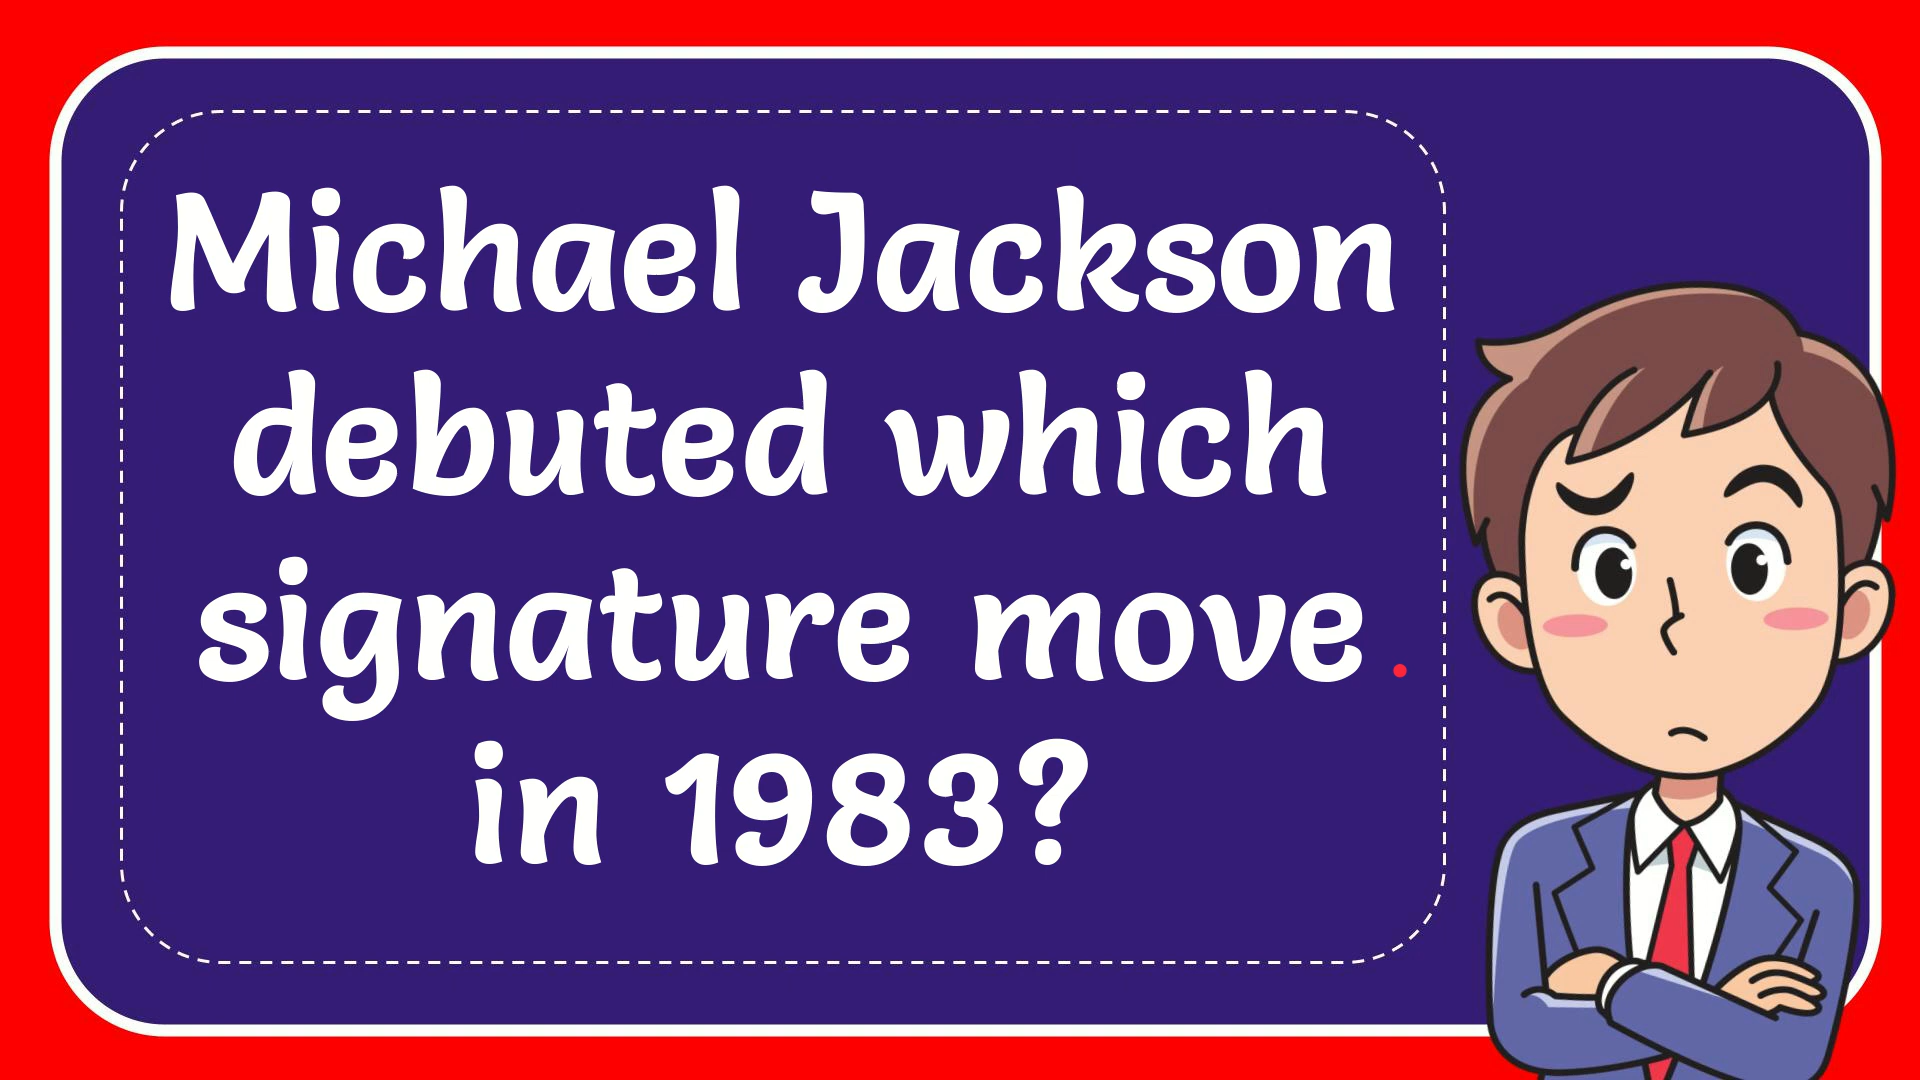 Michael Jackson
debuted which
signature move.
in 1983?